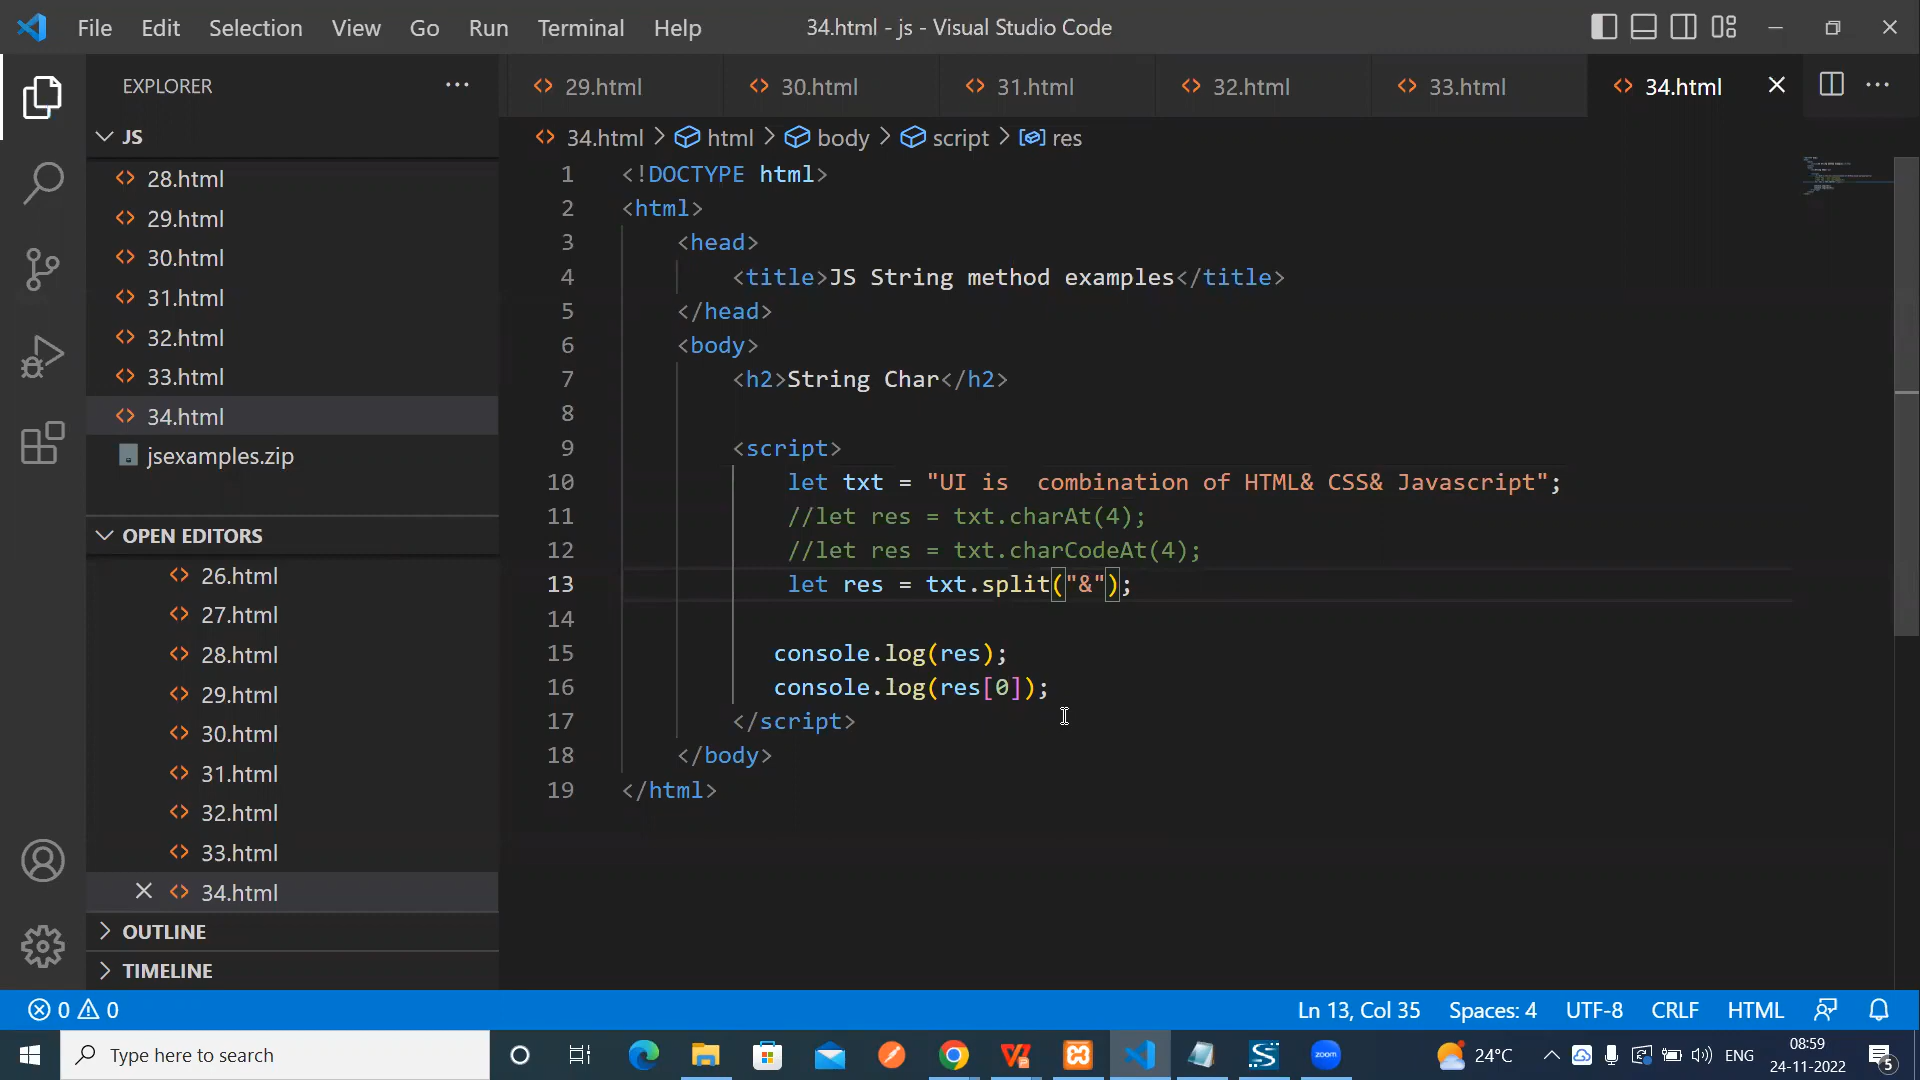 File Edit Selection View Go Run Terminal Help 34.html - js - Visual Studio Code
EXPLORER
29.html 30.html 31.html 32.html 33.html 34.html
JS
34.html > html > body > script > res
28.html
29.html
30.html
31.html
32.html
33.html
34.html
jsexamples.zip
OPEN EDITORS
26.html
27.html
28.html
29.html
30.html
31.html
32.html
33.html
34.html
OUTLINE
TIMELINE
1 <!DOCTYPE html>
2 <html>
3 <head>
4 <title>JS String method examples</title>
5 </head>
6 <body>
7 <h2>String Char</h2>
8
9 <script>
10 let txt = "UI is  combination of HTML& CSS& Javascript";
11 //let res = txt.charAt(4);
12 //let res = txt.charCodeAt(4);
13 let res = txt.split("&");
14
15 console.log(res);
16 console.log(res[0]);
17 </script>
18 </body>
19 </html>
0 0 Ln 13, Col 35 Spaces: 4 UTF-8 CRLF HTML
Type here to search
zoom
24°C
ENG
08:59
24-11-2022
5